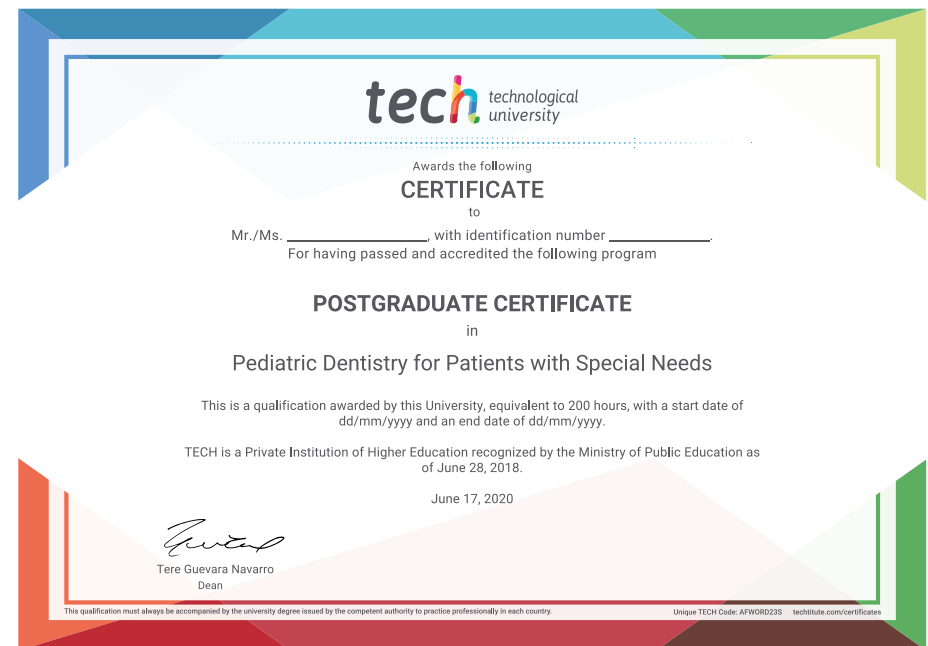 tech technological
university
Awards the following
CERTIFICATE
to
Mr./Ms. ____________, with identification number _________.
For having passed and accredited the following program
POSTGRADUATE CERTIFICATE
in
Pediatric Dentistry for Patients with Special Needs
This is a qualification awarded by this University, equivalent to 200 hours, with a start date of
dd/mm/yyyy and an end date of dd/mm/yyyy.
TECH is a Private Institution of Higher Education recognized by the Ministry of Public Education as
of June 28, 2018.
June 17, 2020
Tere Guevara Navarro
Dean
This qualification must always be accompanied by the university degree issued by the competent authority to practice professionally in each country. Unique TECH Code: AFWORD23S techtitute.com/certificates